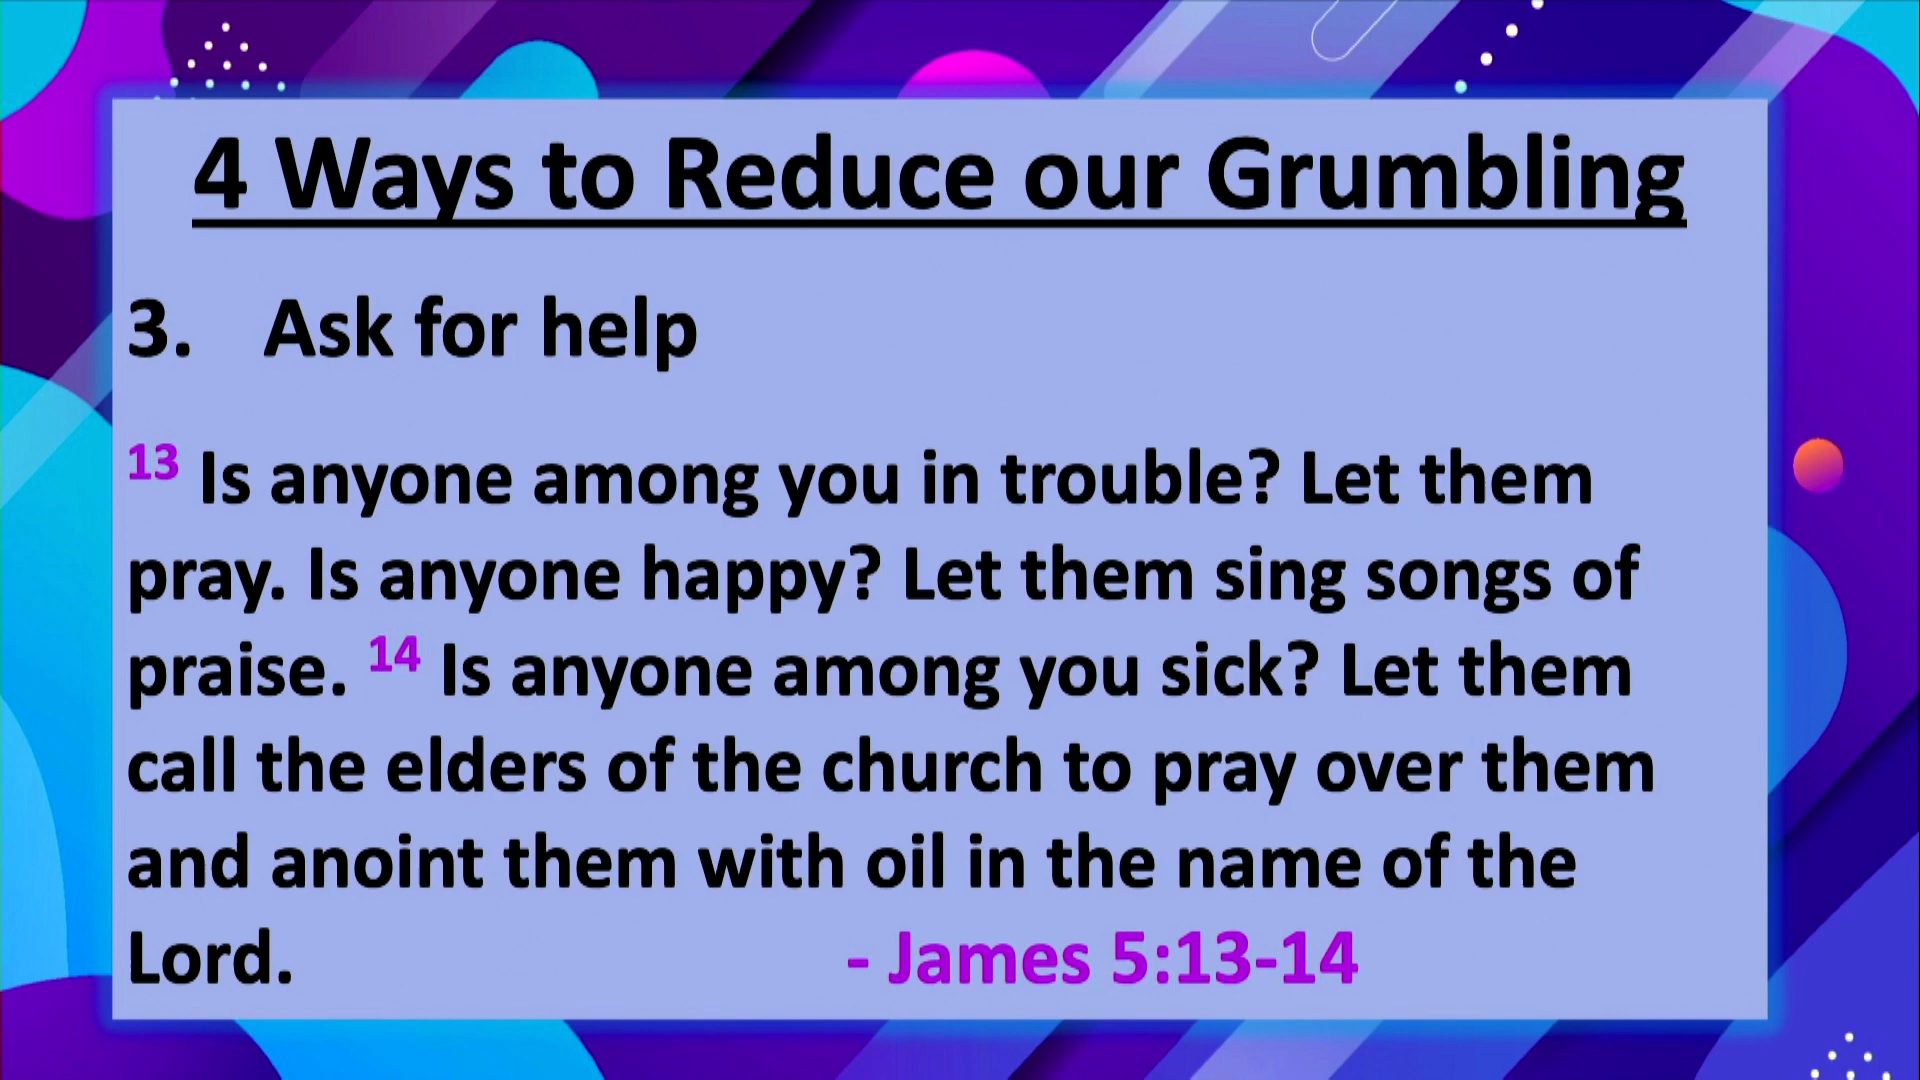 4 Ways to Reduce our Grumbling
3. Ask for help
13 Is anyone among you in trouble? Let them
pray. Is anyone happy? Let them sing songs of
praise. 14 Is anyone among you sick? Let them
call the elders of the church to pray over them
and anoint them with oil in the name of the
Lord. - James 5:13-14